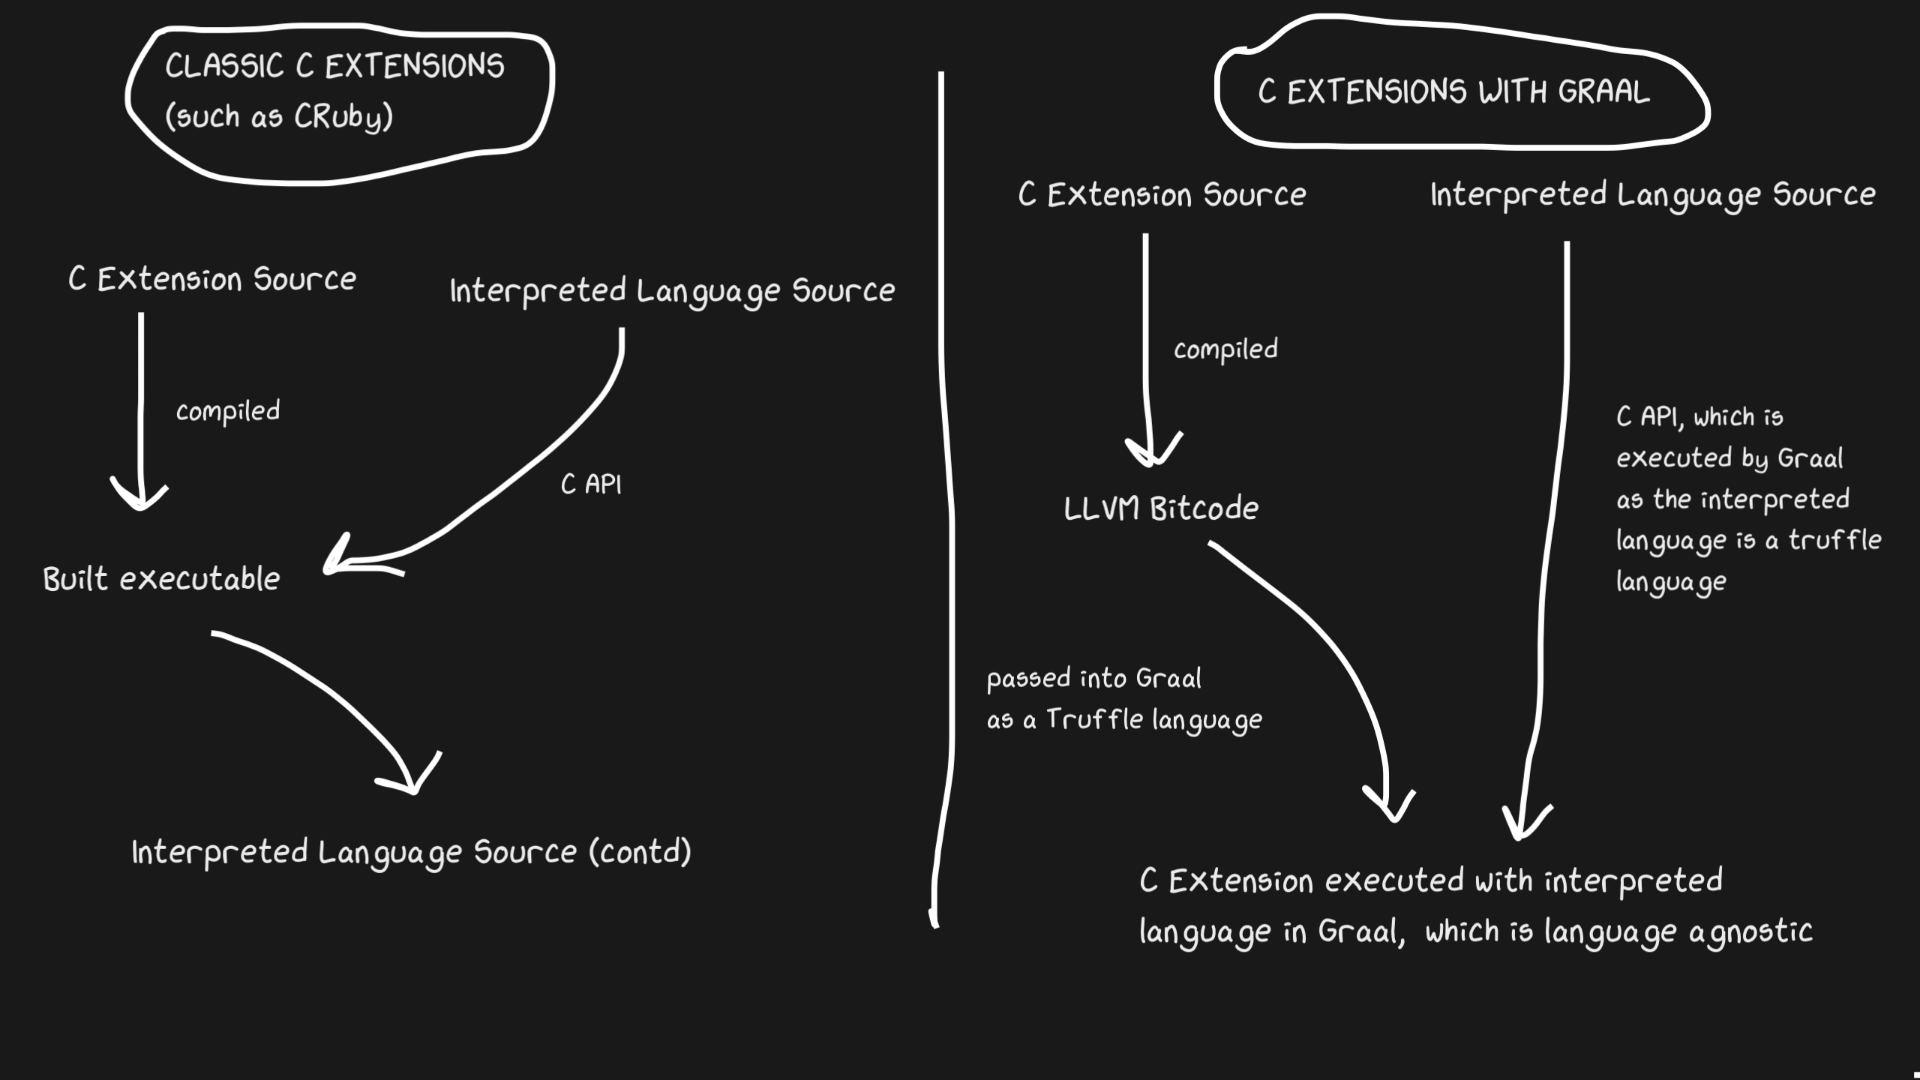 CLASSIC C EXTENSIONS
(such as CRuby)
C Extension Source
Interpreted Language Source
compiled
C API
Built executable
Interpreted Language Source (contd)
C EXTENSIONS WITH GRAAL
C Extension Source
Interpreted Language Source
compiled
C API, which is
executed by Graal
as the interpreted
language is a truffle
language
LLVM Bitcode
passed into Graal
as a Truffle language
C Extension executed with interpreted
language in Graal, which is language agnostic